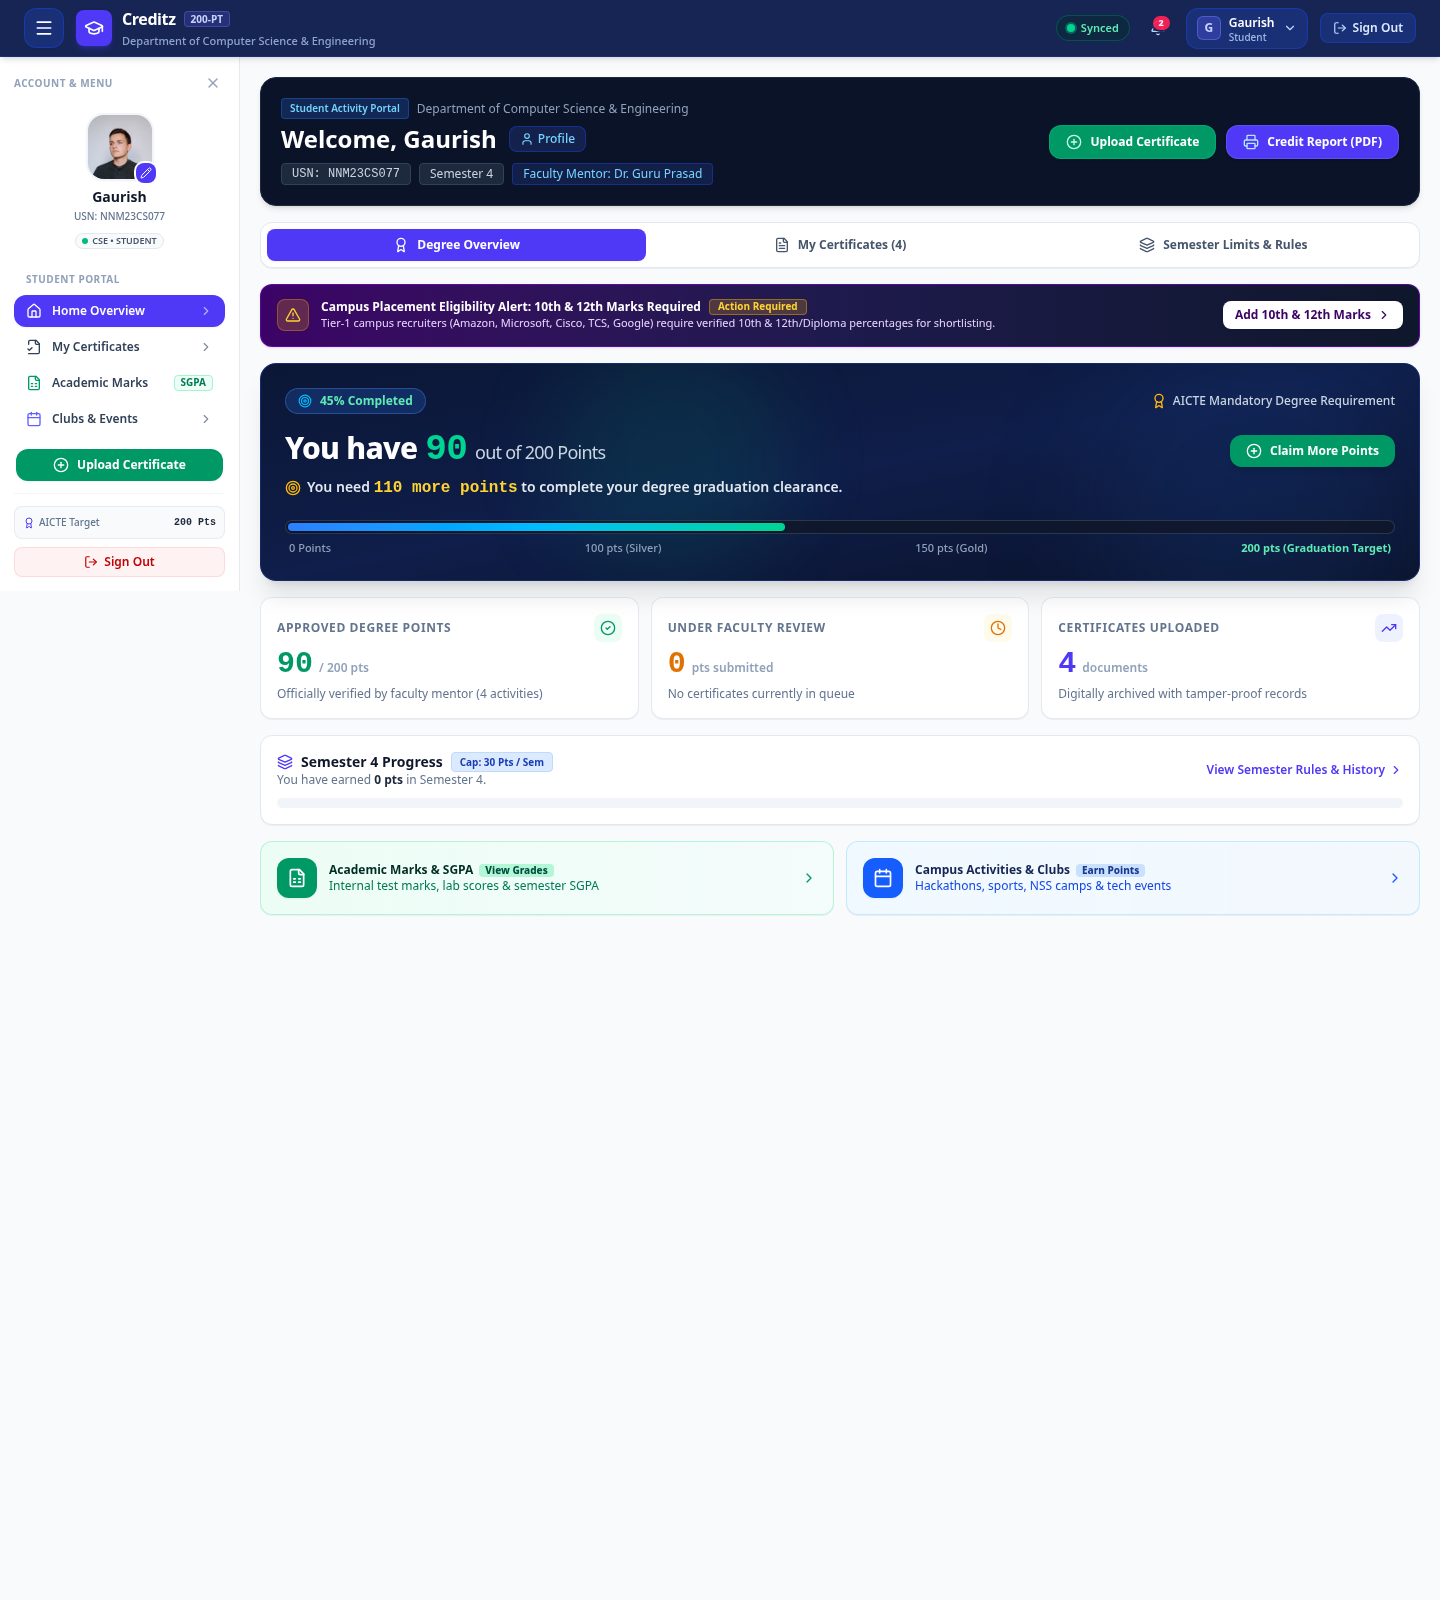 Creditz 200-PT
Department of Computer Science & Engineering
Synced
2
G
Gaurish
Student
Sign Out
ACCOUNT & MENU
Gaurish
USN: NNM23CS077
CSE • STUDENT
STUDENT PORTAL
Home Overview
My Certificates
Academic Marks SGPA
Clubs & Events
Upload Certificate
AICTE Target 200 Pts
Sign Out
Student Activity Portal Department of Computer Science & Engineering
Welcome, Gaurish Profile
USN: NNM23CS077 Semester 4 Faculty Mentor: Dr. Guru Prasad
Upload Certificate Credit Report (PDF)
Degree Overview My Certificates (4) Semester Limits & Rules
Campus Placement Eligibility Alert: 10th & 12th Marks Required Action Required
Tier-1 campus recruiters (Amazon, Microsoft, Cisco, TCS, Google) require verified 10th & 12th/Diploma percentages for shortlisting.
Add 10th & 12th Marks
45% Completed AICTE Mandatory Degree Requirement
You have 90 out of 200 Points
Claim More Points
You need 110 more points to complete your degree graduation clearance.
0 Points 100 pts (Silver) 150 pts (Gold) 200 pts (Graduation Target)
APPROVED DEGREE POINTS
90 / 200 pts
Officially verified by faculty mentor (4 activities)
UNDER FACULTY REVIEW
0 pts submitted
No certificates currently in queue
CERTIFICATES UPLOADED
4 documents
Digitally archived with tamper-proof records
Semester 4 Progress Cap: 30 Pts / Sem
You have earned 0 pts in Semester 4.
View Semester Rules & History
Academic Marks & SGPA View Grades
Internal test marks, lab scores & semester SGPA
Campus Activities & Clubs Earn Points
Hackathons, sports, NSS camps & tech events